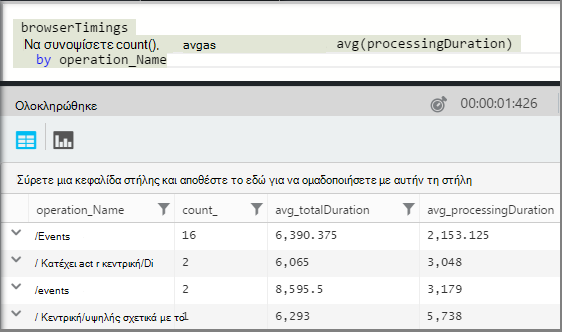 browserTimings
Να συνοψίσετε count(), avgas avg(processingDuration)
by operation_Name
Ολοκληρώθηκε 00:00:01:426
Σύρετε μια κεφαλίδα στήλης και αποθέστε το εδώ για να ομαδοποιήσετε με αυτήν τη στήλη
operation_Name count_ avg_totalDuration avg_processingDuration
/Events 16 6,390.375 2,153.125
/ Κατέχει act r κεντρική/Di 2 6,065 3,048
/events 2 8,595.5 3,179
/ Κεντρική/υψηλής σχετικά με το 1 6,293 5,738